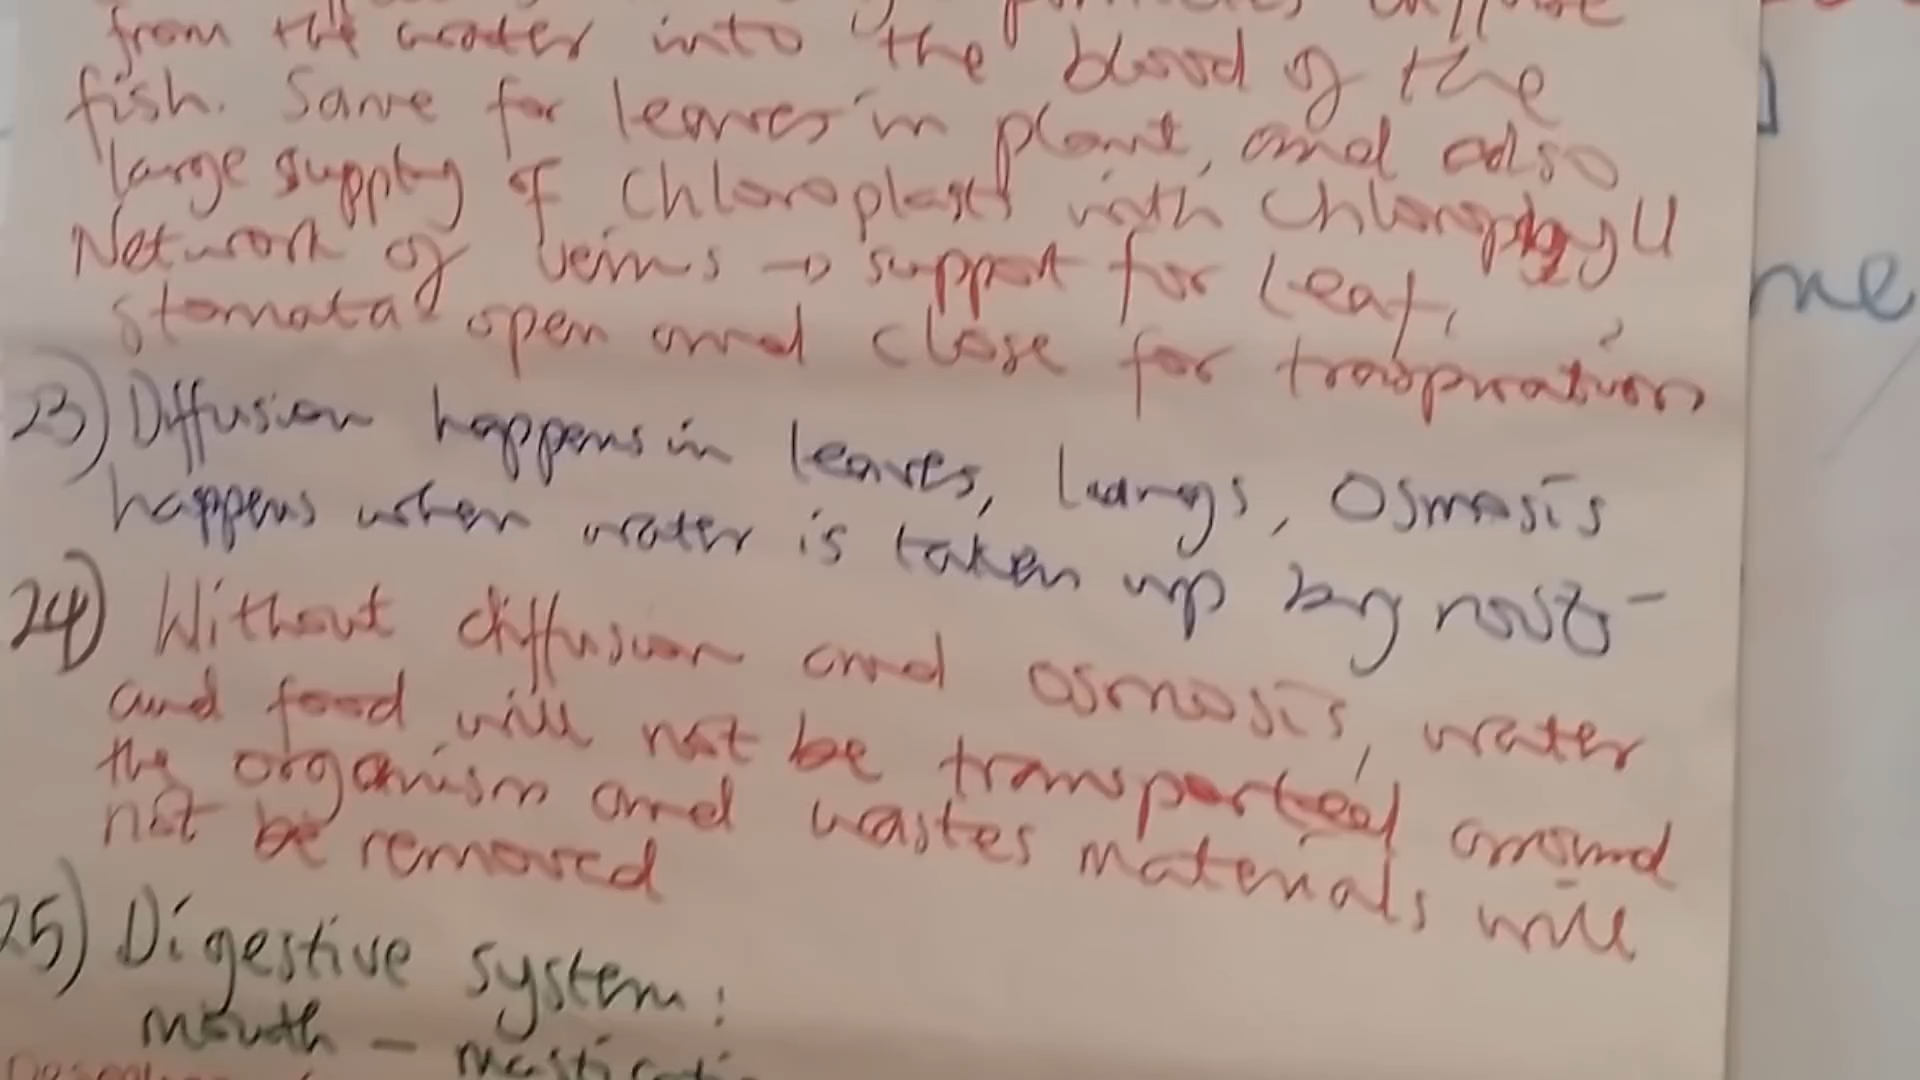 from the water into the blood of the
fish. Same for leaves in plant, and also
large supply of chloroplasts with chlorophyll
Network of veins → support for leaf,
stomata open and close for traspiration
23) Diffusion happens in leaves, lungs, osmosis
happens when water is taken up by roots
24) Without diffusion and osmosis, water
and food will not be transported around
the organism and wastes materials will
not be removed
25) Digestive system:
mouth -
me